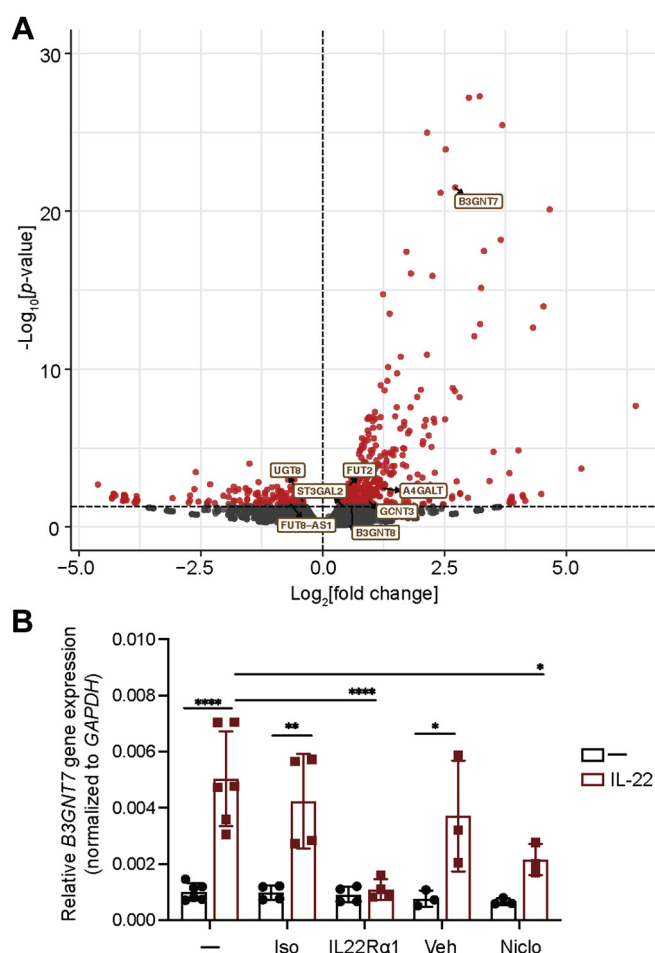 A
30
20
10
0
-Log10[p-value]
B3GNT7
UGT8
FUT2
ST3GAL2
A4GALT
GCNT3
FUT8-AS1
B3GNT8
-5.0
-2.5
0.0
2.5
5.0
Log2[fold change]
B
Relative B3GNT7 gene expression
(normalized to GAPDH)
0.010
0.008
0.006
0.004
0.002
0.000
****
**
****
*
*
—
IL-22
—
Iso
IL22Rα1
Veh
Niclo